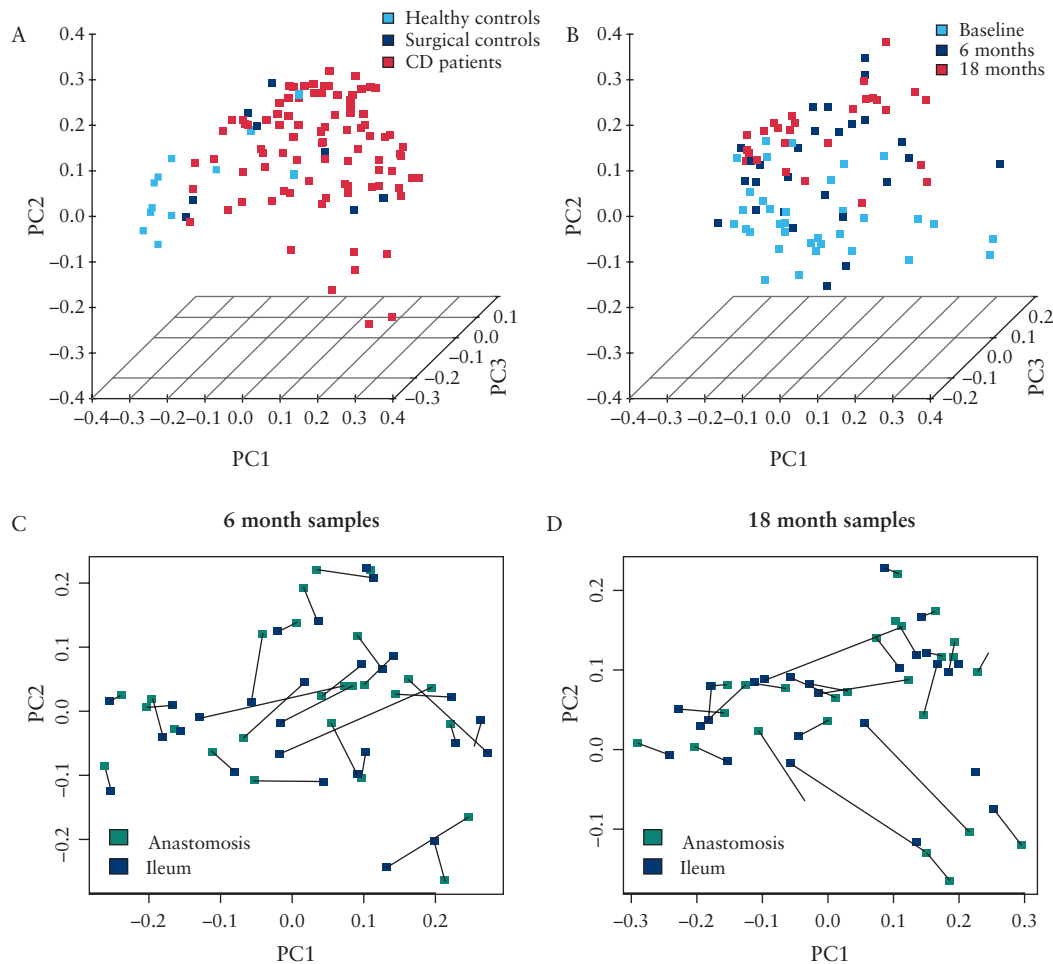 A
Healthy controls
Surgical controls
CD patients
0.4
0.3
0.2
0.1
0.0
−0.1
−0.2
−0.3
−0.4
PC2
−0.4 −0.3 −0.2 −0.1 0.0 0.1 0.2 0.3 0.4
PC1
0.1
0.0
−0.1
−0.2
−0.3
PC3
B
Baseline
6 months
18 months
0.4
0.3
0.2
0.1
0.0
−0.1
−0.2
−0.3
−0.4
PC2
−0.4 −0.3 −0.2 −0.1 0.0 0.1 0.2 0.3 0.4
PC1
0.2
0.1
0.0
−0.1
−0.2
PC3
C
6 month samples
0.2
0.1
0.0
−0.1
−0.2
PC2
Anastomosis
Ileum
−0.2 −0.1 0.0 0.1 0.2
PC1
D
18 month samples
0.2
0.1
0.0
−0.1
PC2
Anastomosis
Ileum
−0.3 −0.2 −0.1 0.0 0.1 0.2 0.3
PC1